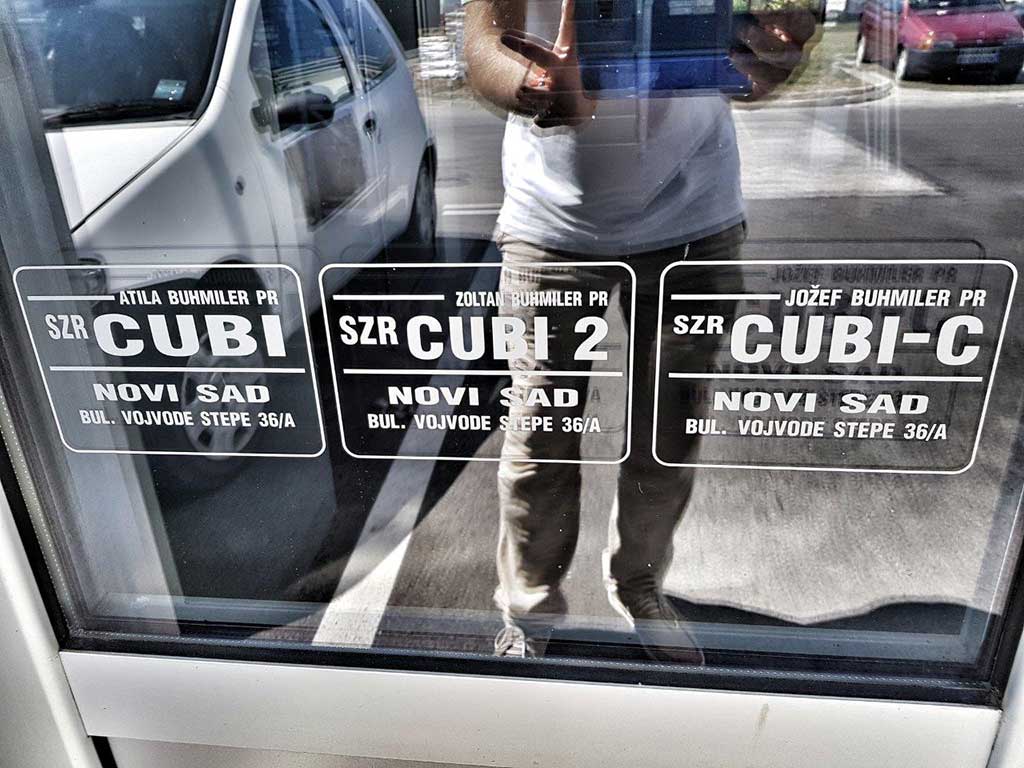 ATILA BUHMILER PR
SZR CUBI
NOVI SAD
BUL. VOJVODE STEPE 36/A
ZOLTAN BUHMILER PR
SZR CUBI 2
NOVI SAD
BUL. VOJVODE STEPE 36/A
JOŽEF BUHMILER PR
SZR CUBI-C
NOVI SAD
BUL. VOJVODE STEPE 36/A